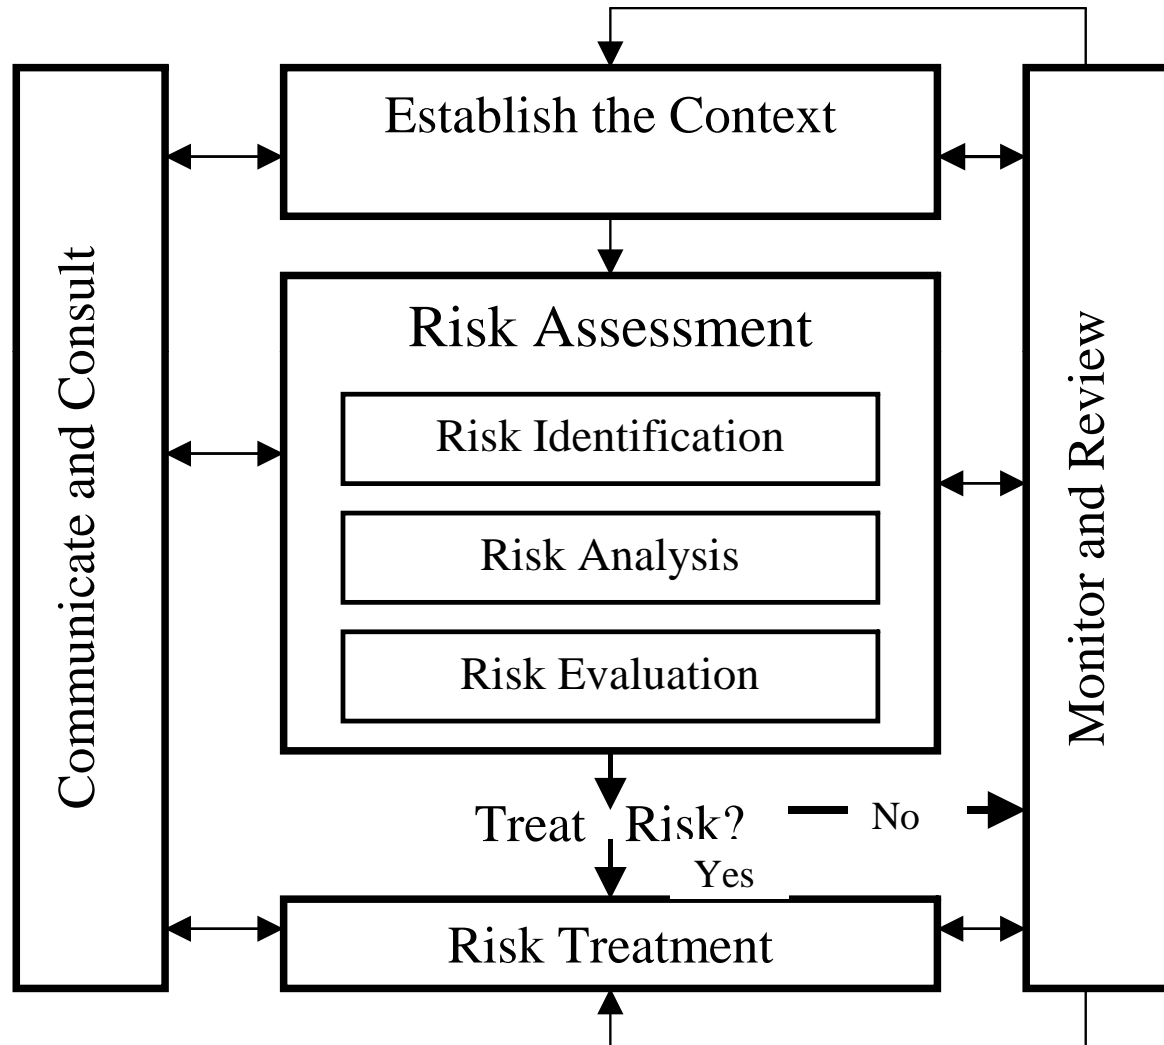 Establish the Context
Communicate and Consult
Risk Assessment
Risk Identification
Risk Analysis
Risk Evaluation
Monitor and Review
Treat Risk?
No
Yes
Risk Treatment